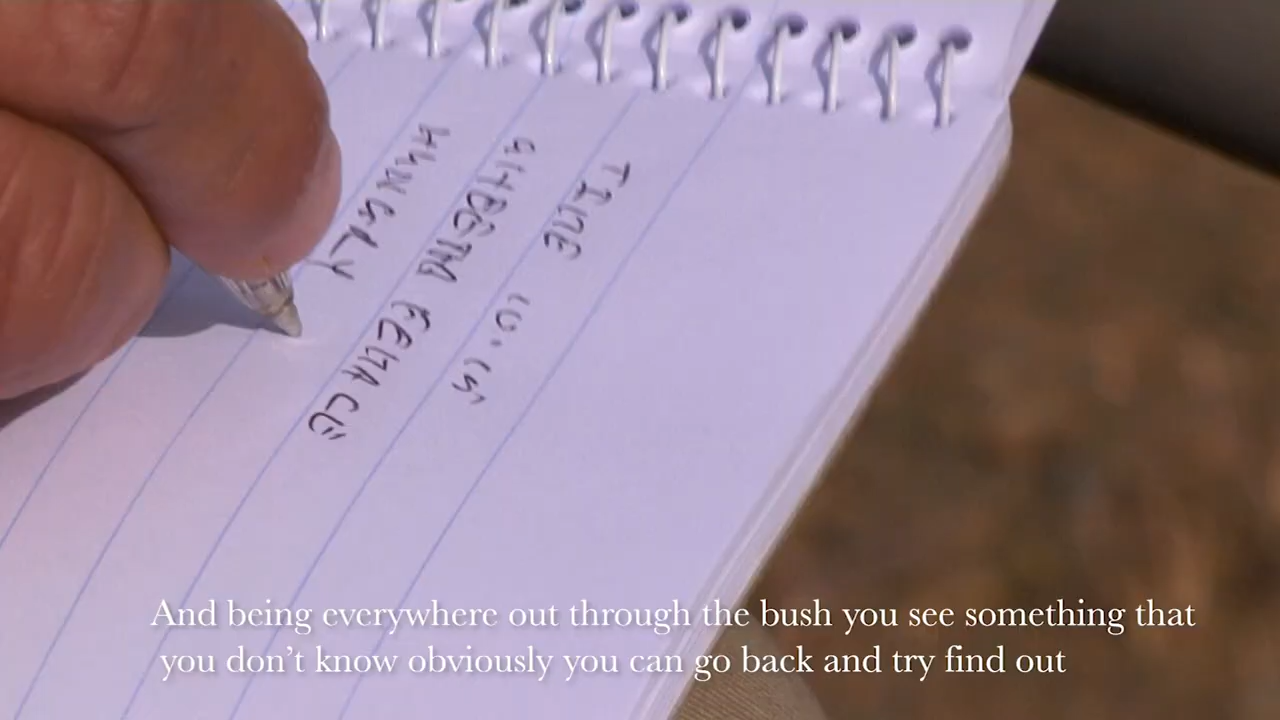 TIME 10.15
And being everywhere out through the bush you see something that
you don't know obviously you can go back and try find out